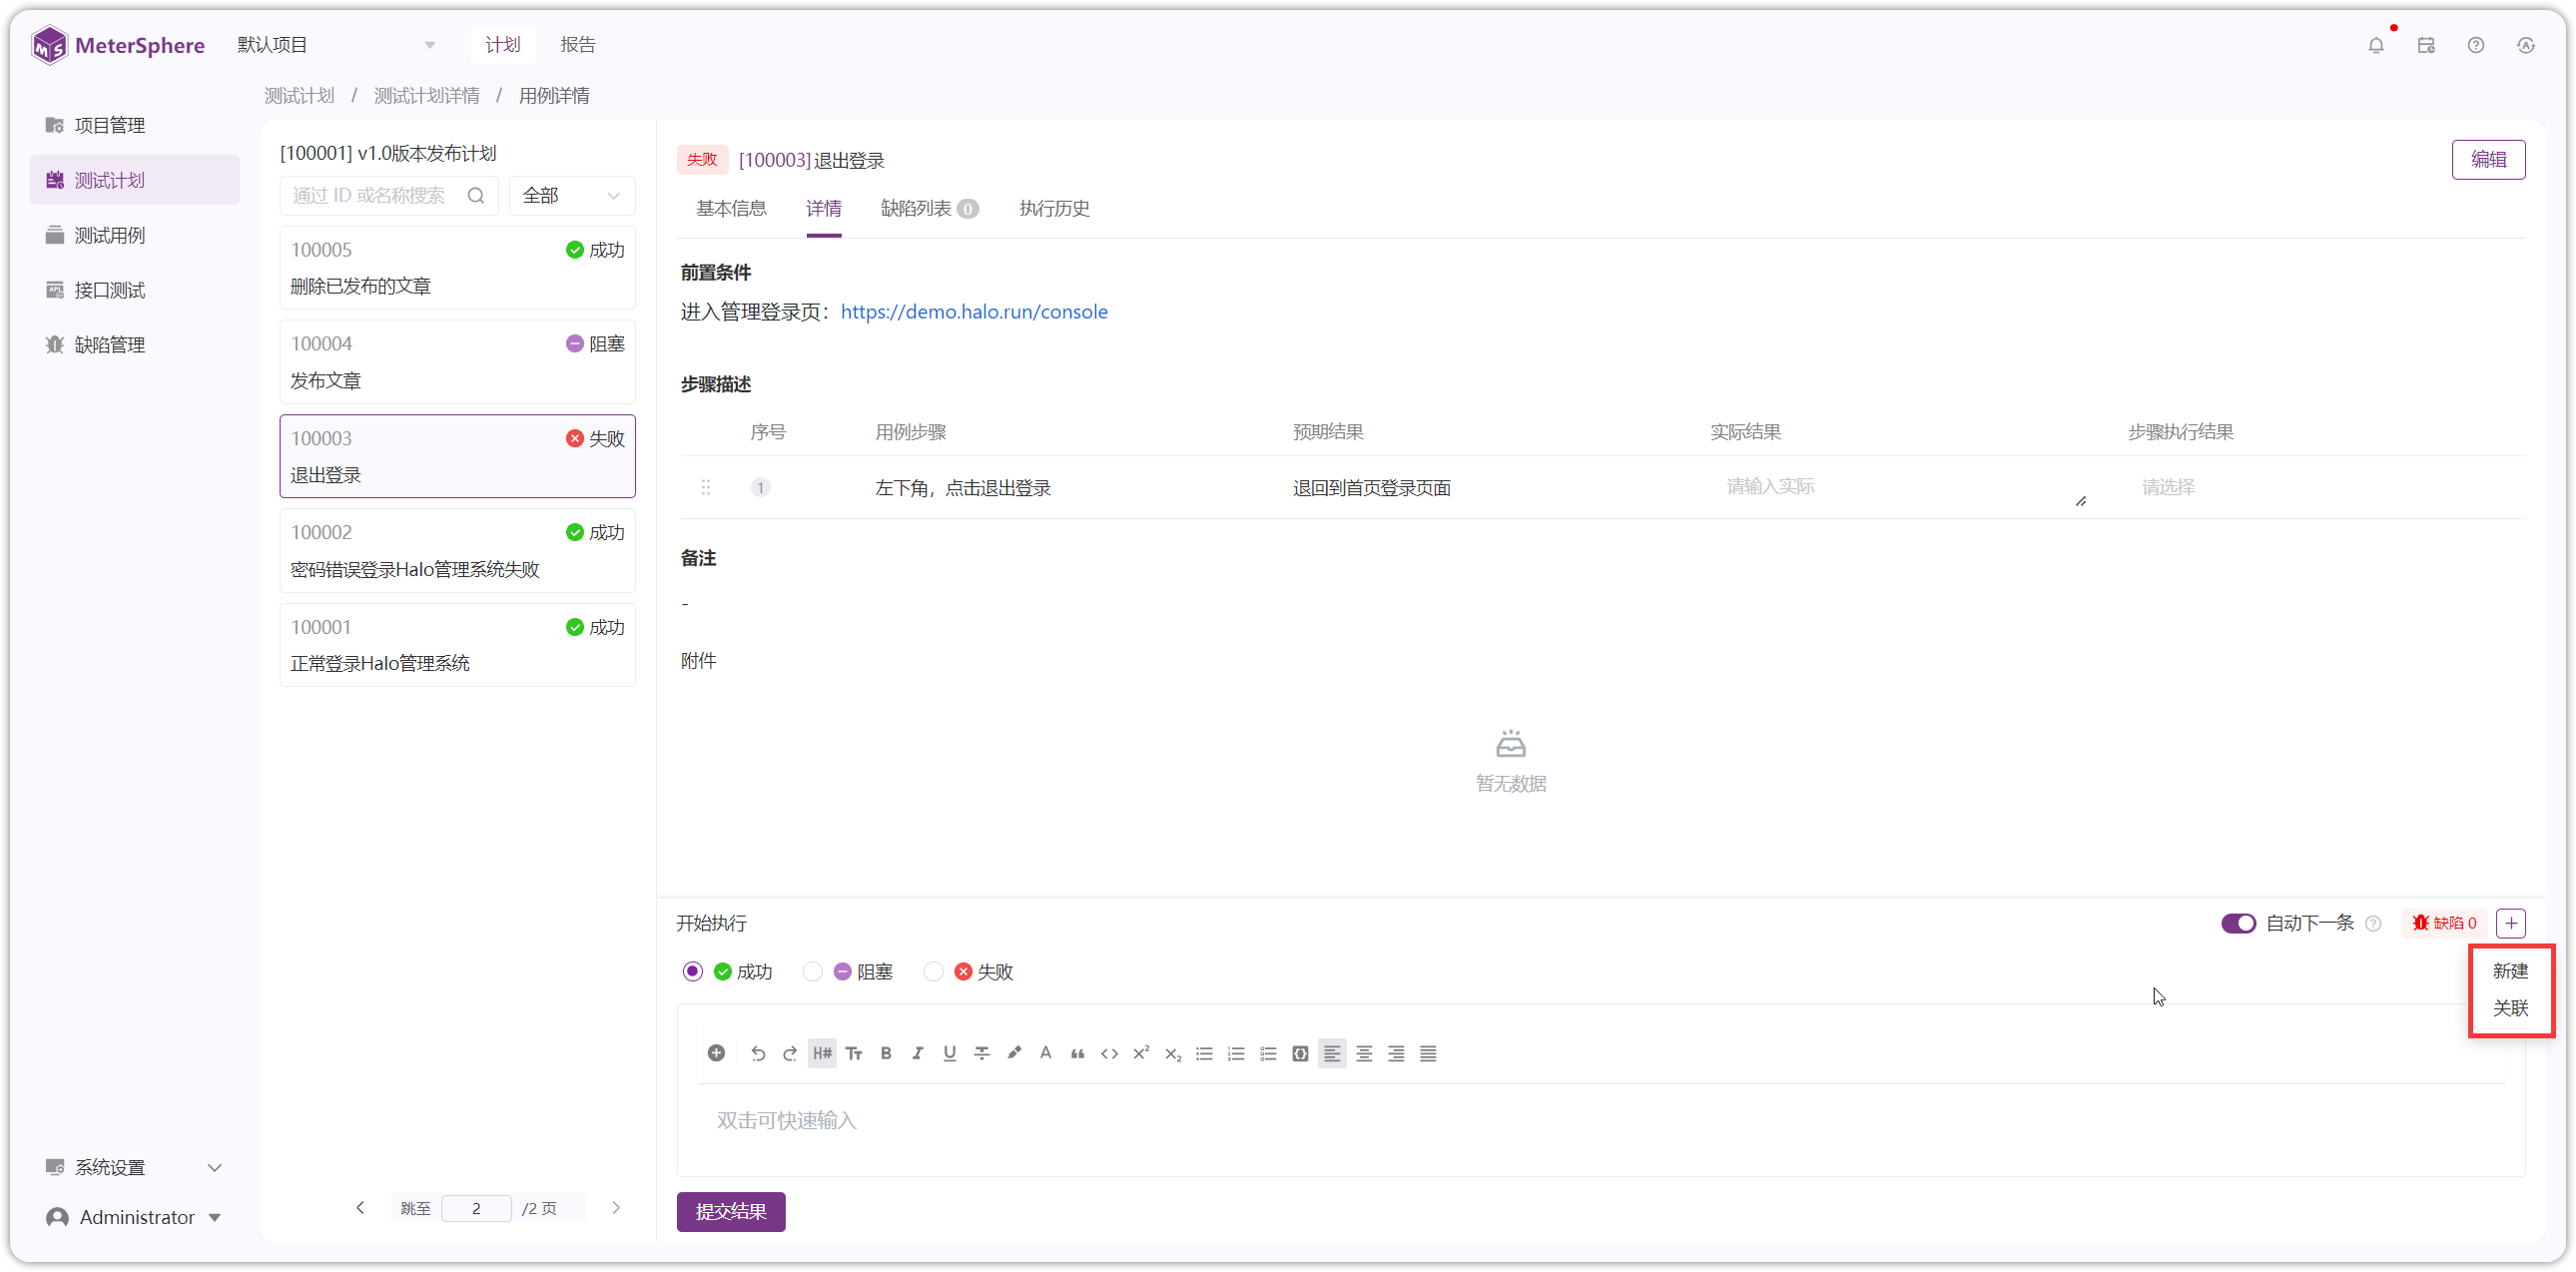 MeterSphere 默认项目 计划 报告
测试计划 / 测试计划详情 / 用例详情
项目管理
测试计划
测试用例
接口测试
缺陷管理
系统设置
Administrator
[100001] v1.0版本发布计划
通过 ID 或名称搜索 全部
100005 成功
删除已发布的文章
100004 阻塞
发布文章
100003 失败
退出登录
100002 成功
密码错误登录Halo管理系统失败
100001 成功
正常登录Halo管理系统
跳至 2 /2 页
失败 [100003]退出登录 编辑
基本信息 详情 缺陷列表 0 执行历史
前置条件
进入管理登录页：https://demo.halo.run/console
步骤描述
序号 用例步骤 预期结果 实际结果 步骤执行结果
1 左下角，点击退出登录 退回到首页登录页面 请输入实际 请选择
备注
-
附件
暂无数据
开始执行 自动下一条 缺陷 0 +
新建
关联
成功 阻塞 失败
双击可快速输入
提交结果